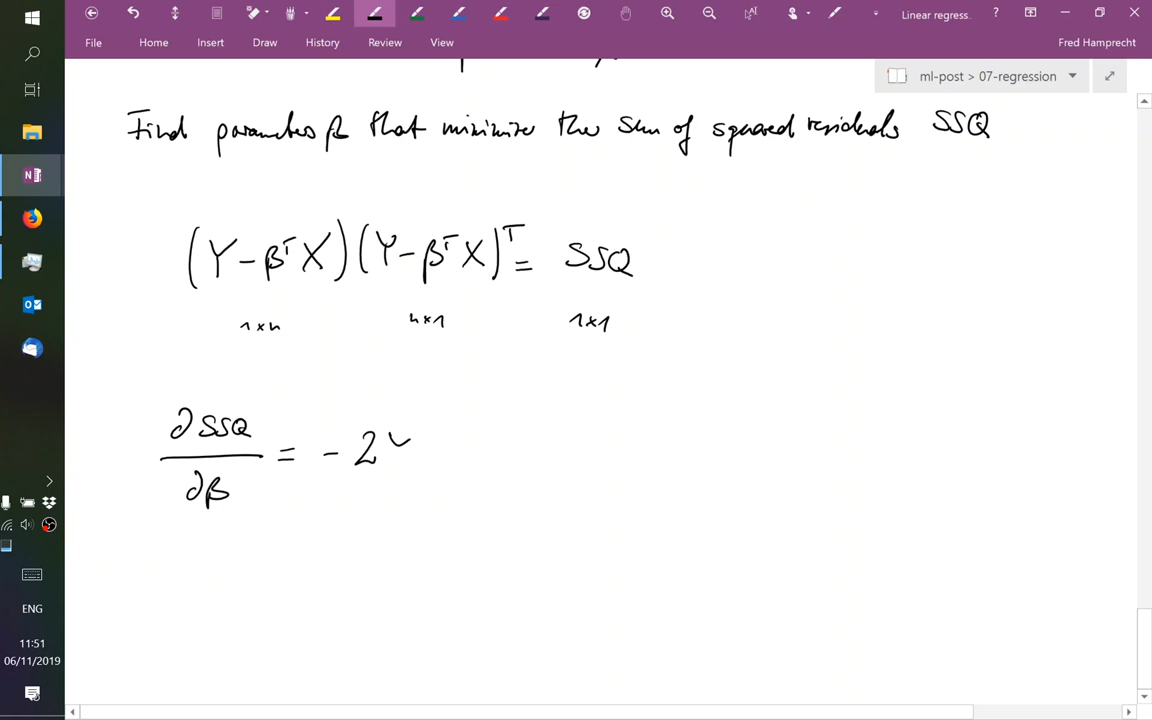 Linear regress.
File Home Insert Draw History Review View Fred Hamprecht
ml-post > 07-regression
Find parameters β that minimize the sum of squared residuals SSQ
(Y-βᵀX)(Y-βᵀX)ᵀ = SSQ
1×n n×1 1×1
∂SSQ
/∂β = -2
ENG
11:51
06/11/2019